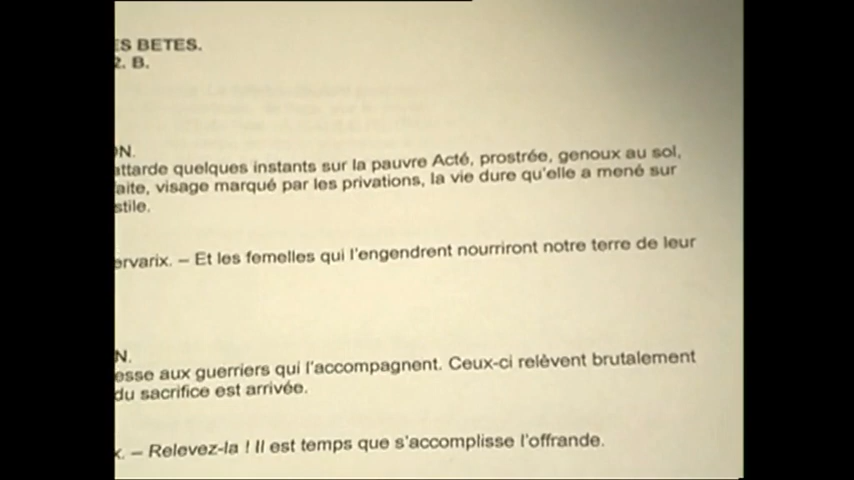 ES BETES.
2. B.
ON.
attarde quelques instants sur la pauvre Acté, prostrée, genoux au sol,
aite, visage marqué par les privations, la vie dure qu'elle a mené sur
stile.
ervarix. – Et les femelles qui l'engendrent nourriront notre terre de leur
N.
esse aux guerriers qui l'accompagnent. Ceux-ci relèvent brutalement
du sacrifice est arrivée.
x. – Relevez-la ! Il est temps que s'accomplisse l'offrande.